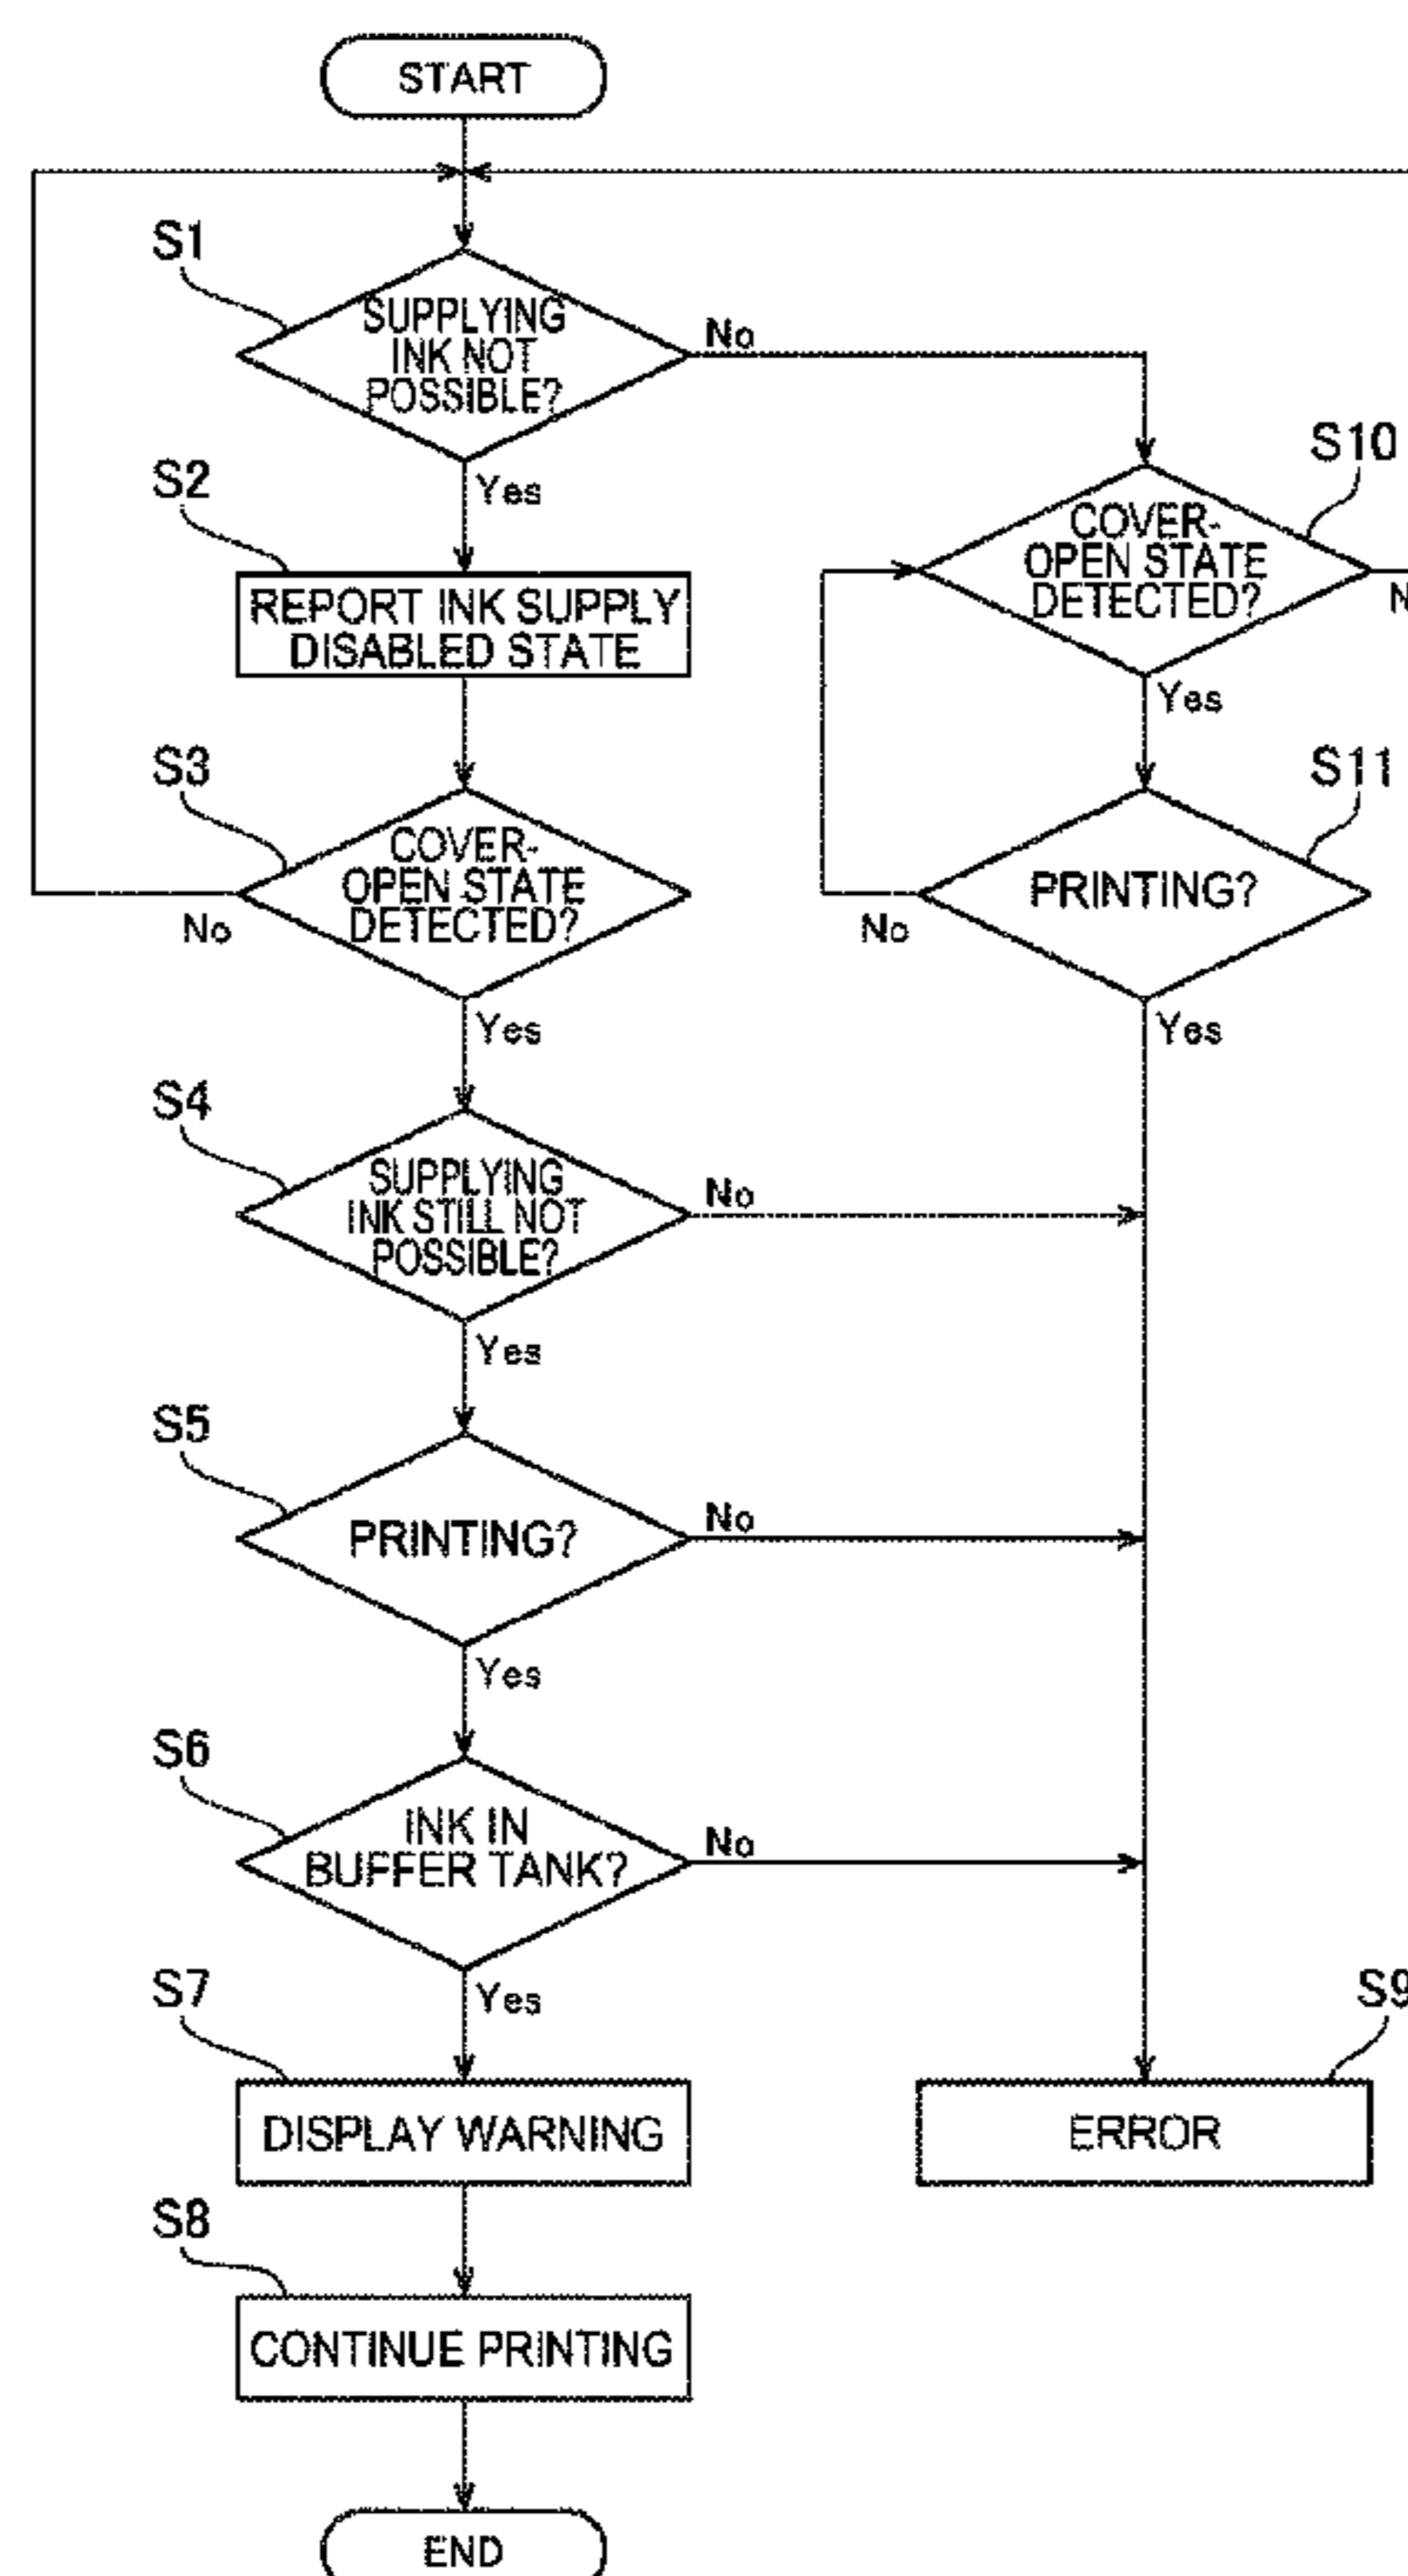 START
S1
SUPPLYING
INK NOT
POSSIBLE?
No
Yes
S10
COVER-
OPEN STATE
DETECTED?
N
Yes
S2
REPORT INK SUPPLY
DISABLED STATE
S3
COVER-
OPEN STATE
DETECTED?
No
Yes
S11
PRINTING?
No
Yes
S4
SUPPLYING
INK STILL NOT
POSSIBLE?
No
Yes
S5
PRINTING?
No
Yes
S6
INK IN
BUFFER TANK?
No
Yes
S7
DISPLAY WARNING
S9
ERROR
S8
CONTINUE PRINTING
END